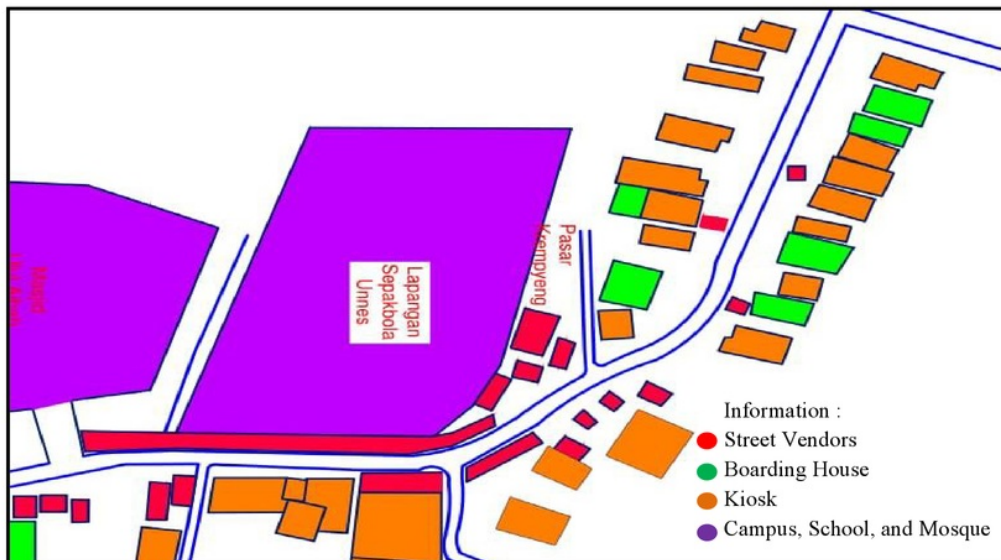 Pasar
Krempyeng
Lapangan
Sepakbola
Unnes
Information :
Street Vendors
Boarding House
Kiosk
Campus, School, and Mosque